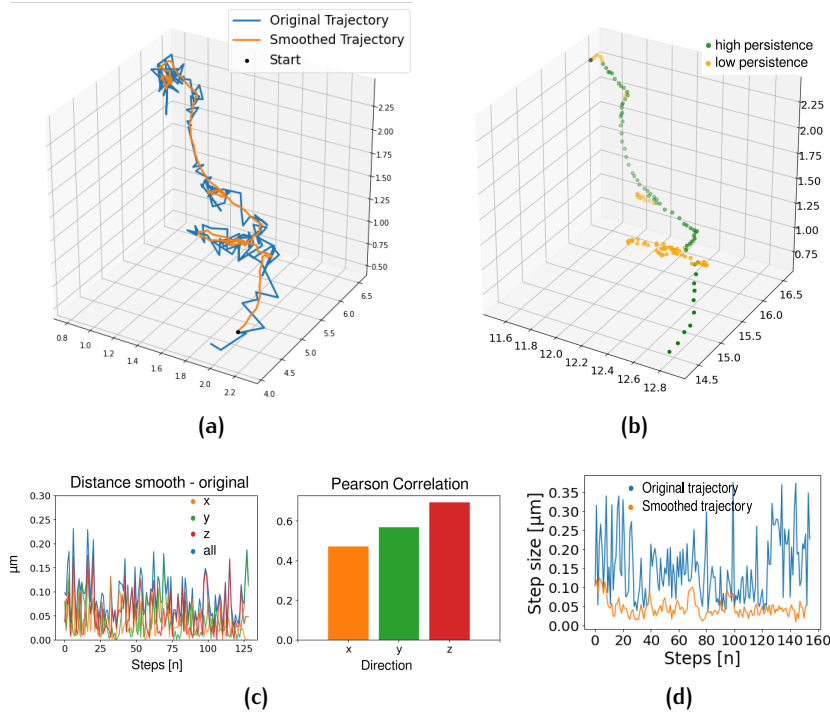 Original Trajectory
Smoothed Trajectory
Start
2.25
2.00
1.75
1.50
1.25
1.00
0.75
0.50
6.5
6.0
5.5
5.0
4.5
4.0
0.8
1.0
1.2
1.4
1.6
1.8
2.0
2.2
(a)
high persistence
low persistence
2.25
2.00
1.75
1.50
1.25
1.00
0.75
16.5
16.0
15.5
15.0
14.5
11.6
11.8
12.0
12.2
12.4
12.6
12.8
(b)
Distance smooth - original
x
y
z
all
μm
0.30
0.25
0.20
0.15
0.10
0.05
0.00
0 25 50 75 100 125
Steps [n]
Pearson Correlation
0.6
0.4
0.2
0.0
x y z
Direction
(c)
Original trajectory
Smoothed trajectory
Step size [μm]
0.35
0.30
0.25
0.20
0.15
0.10
0.05
0.00
0 20 40 60 80 100 120 140 160
Steps [n]
(d)